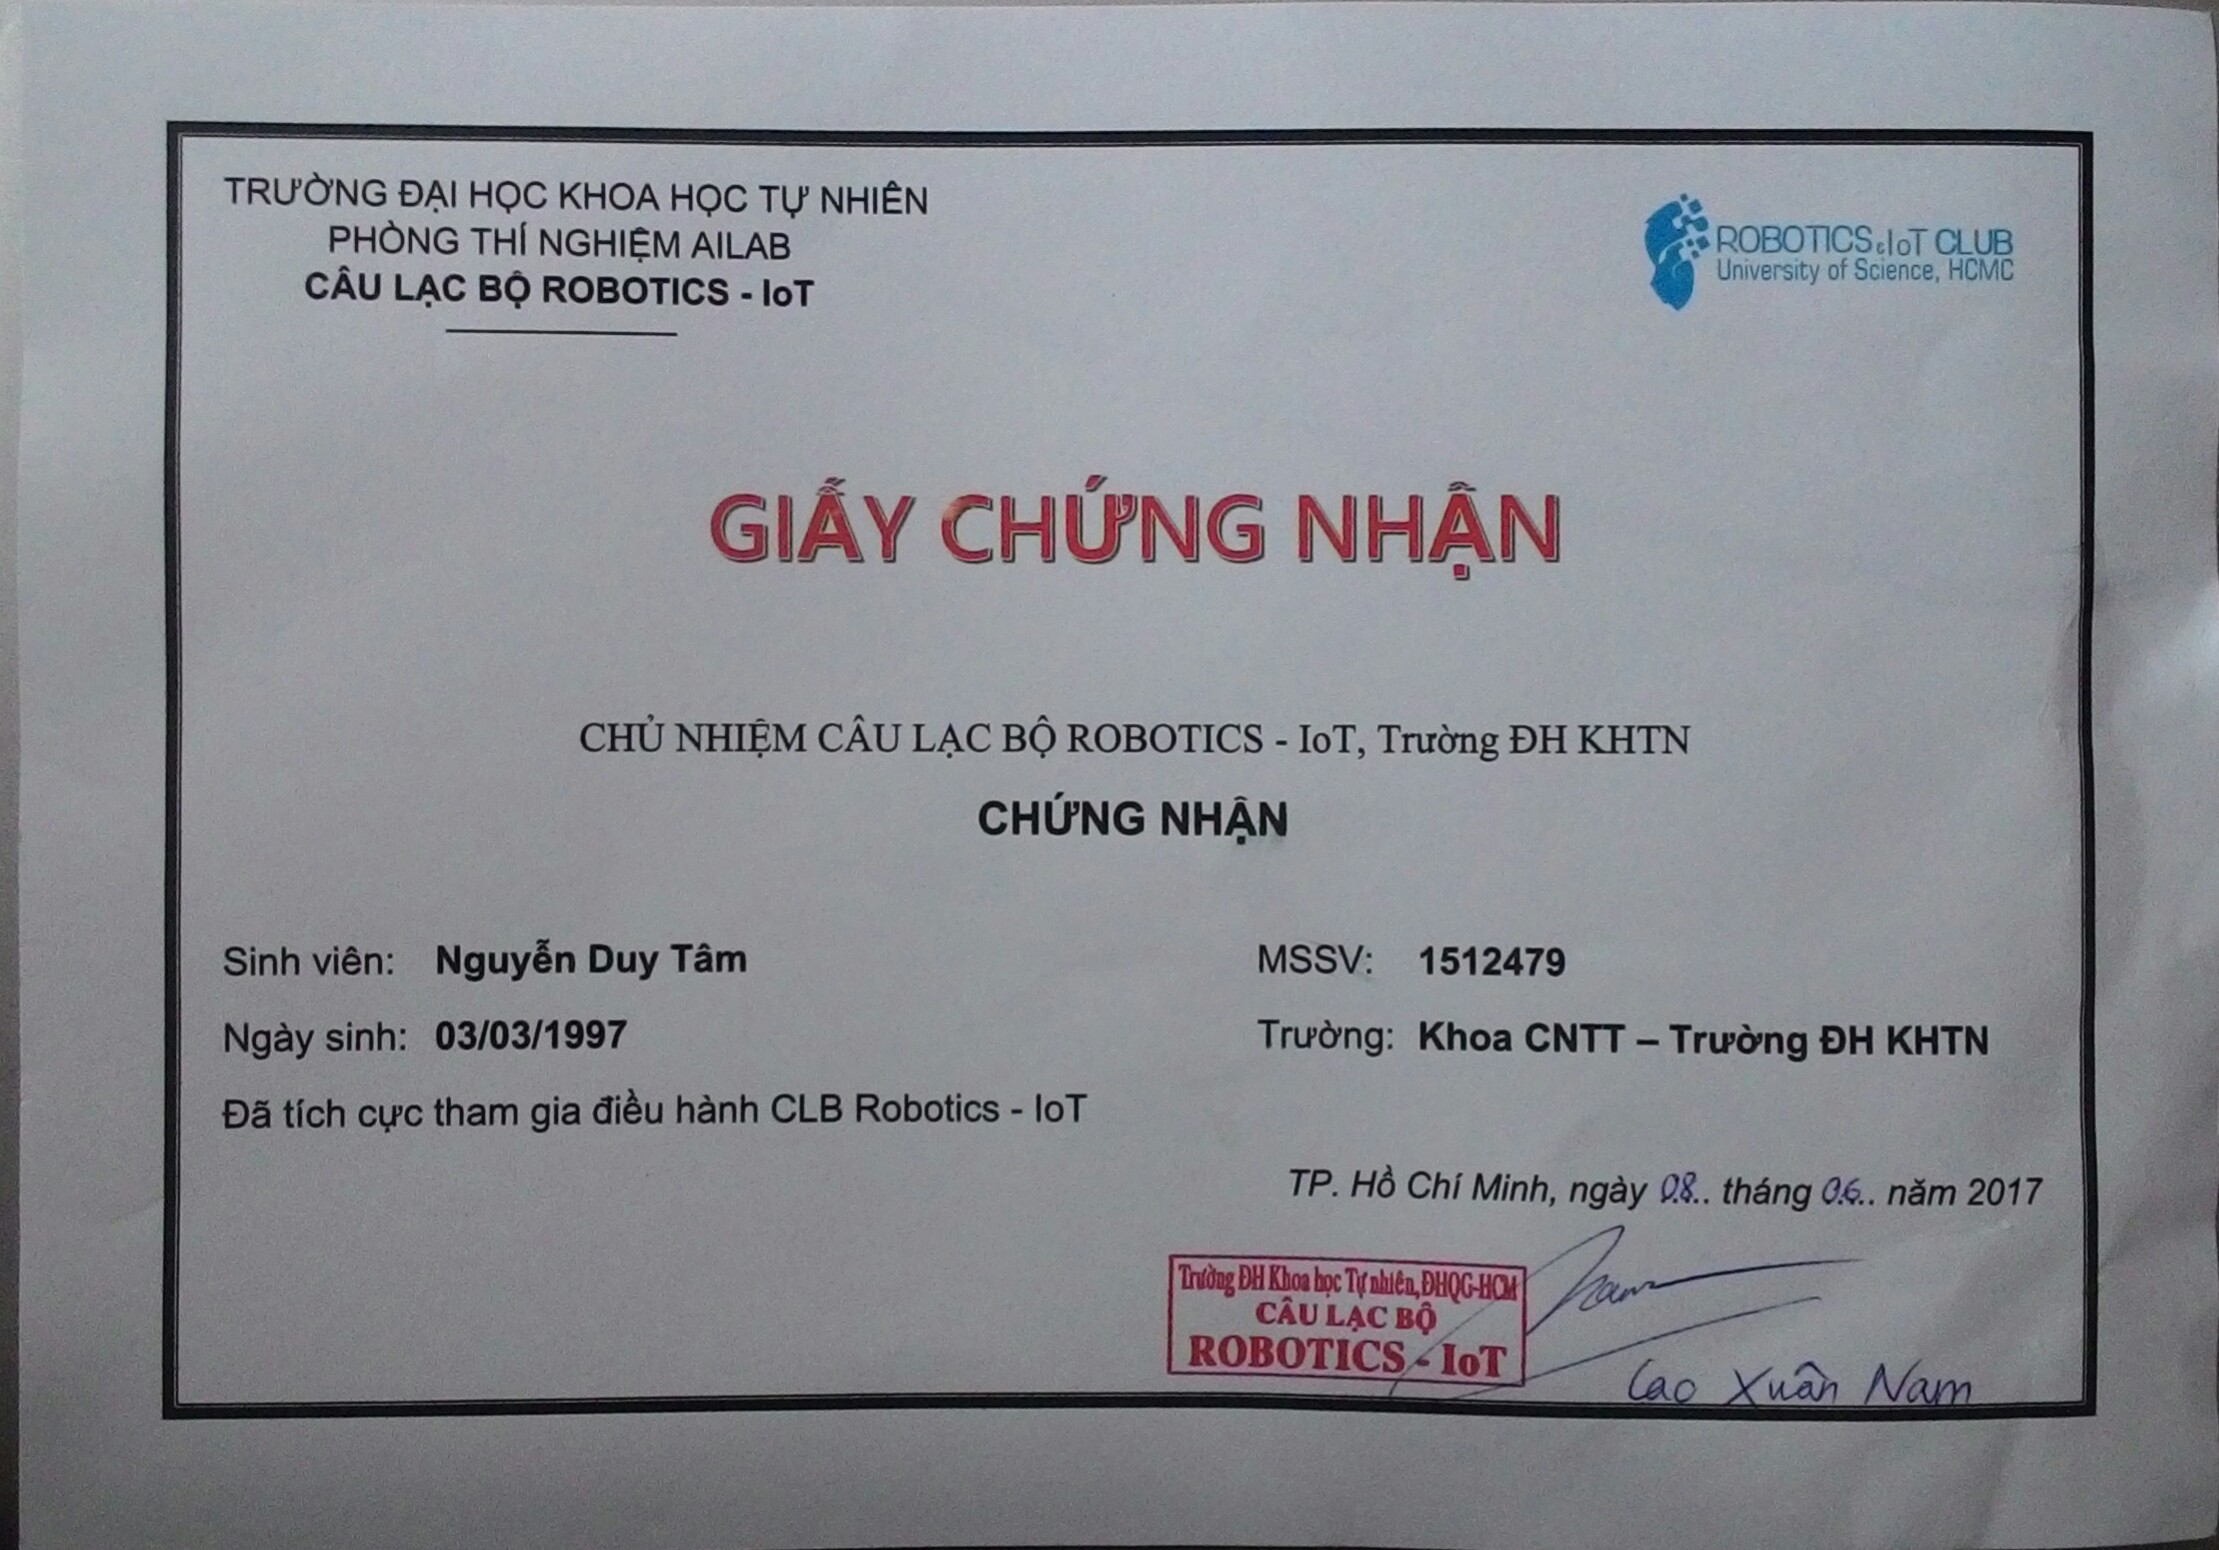 TRƯỜNG ĐẠI HỌC KHOA HỌC TỰ NHIÊN
PHÒNG THÍ NGHIỆM AILAB
CÂU LẠC BỘ ROBOTICS - IoT
ROBOTICS & IoT CLUB
University of Science, HCMC
GIẤY CHỨNG NHẬN
CHỦ NHIỆM CÂU LẠC BỘ ROBOTICS - IoT, Trường ĐH KHTN
CHỨNG NHẬN
Sinh viên: Nguyễn Duy Tâm
MSSV: 1512479
Ngày sinh: 03/03/1997
Trường: Khoa CNTT – Trường ĐH KHTN
Đã tích cực tham gia điều hành CLB Robotics - IoT
TP. Hồ Chí Minh, ngày 08.. tháng 06.. năm 2017
Trường ĐH Khoa học Tự nhiên, ĐHQG-HCM
CÂU LẠC BỘ
ROBOTICS - IoT
Cao Xuân Nam